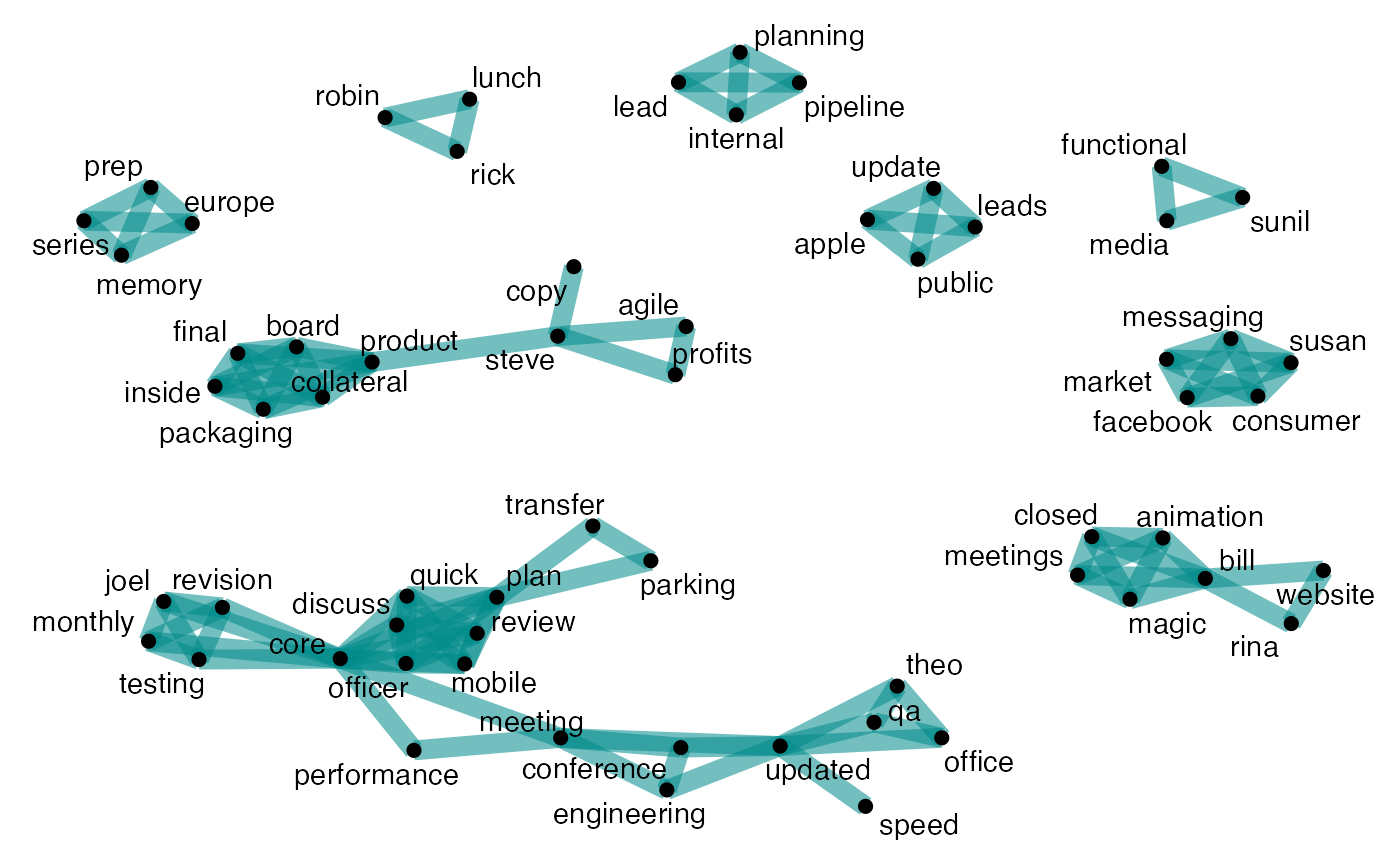 planning
lunch
robin
lead
pipeline
internal
rick
functional
prep
update
europe
leads
sunil
series
apple
media
memory
public
copy
agile
final
board
product
messaging
susan
steve
profits
inside
collateral
market
packaging
facebook
consumer
transfer
closed
animation
meetings
bill
joel
revision
quick
plan
parking
website
discuss
monthly
review
magic
core
rina
testing
officer
mobile
theo
meeting
qa
performance
conference
updated
office
engineering
speed